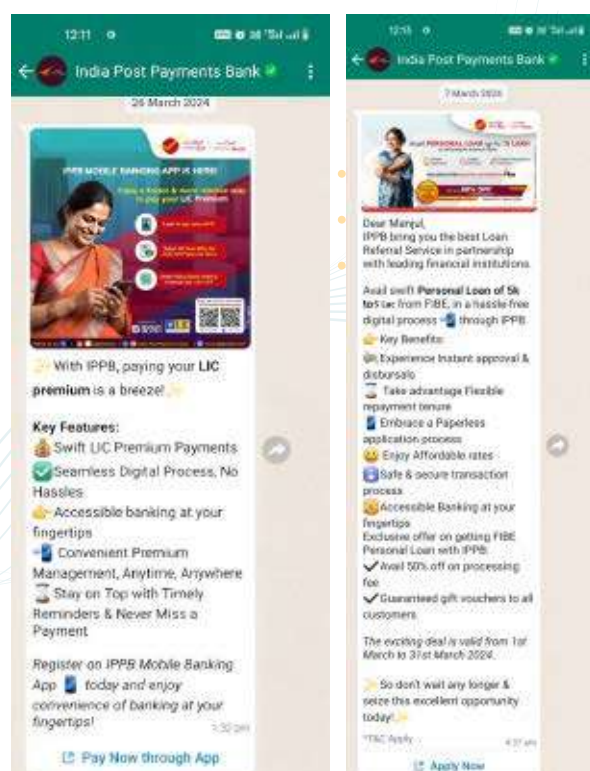 12:11
India Post Payments Bank
26 March 2024
IPPB MOBILE BANKING APP IS HERE!
to pay your LIC Premium
With IPPB, paying your LIC
premium is a breeze!
Key Features:
Swift LIC Premium Payments
Seamless Digital Process, No
Hassles
Accessible banking at your
fingertips
Convenient Premium
Management, Anytime, Anywhere
Stay on Top with Timely
Reminders & Never Miss a
Payment
Register on IPPB Mobile Banking
App today and enjoy
convenience of banking at your
fingertips!
Pay Now through App
India Post Payments Bank
7 March 2024
PERSONAL LOAN
Dear Manjul,
IPPB bring you the best Loan
Referral Service in partnership
with leading financial institutions.
Avail swift Personal Loan of 5k
to5 Lac from FIBE, in a hassle-free
digital process through IPPB.
Key Benefits:
Experience Instant approval &
disbursals
Take advantage Flexible
repayment tenure
Embrace a Paperless
application process
Enjoy Affordable rates
Safe & secure transaction
process
Accessible Banking at your
fingertips
Exclusive offer on getting FIBE
Personal Loan with IPPB:
Avail 50% off on processing
fee
Guaranteed gift vouchers to all
customers
The exciting deal is valid from 1st
March to 31st March 2024.
So don't wait any longer &
seize this excellent opportunity
today!
*T&C Apply
Apply Now